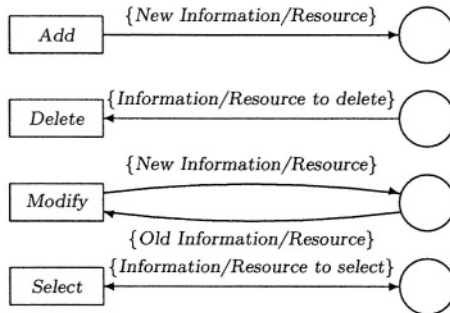 {New Information/Resource}
Add
{Information/Resource to delete}
Delete
{New Information/Resource}
Modify
{Old Information/Resource}
{Information/Resource to select}
Select